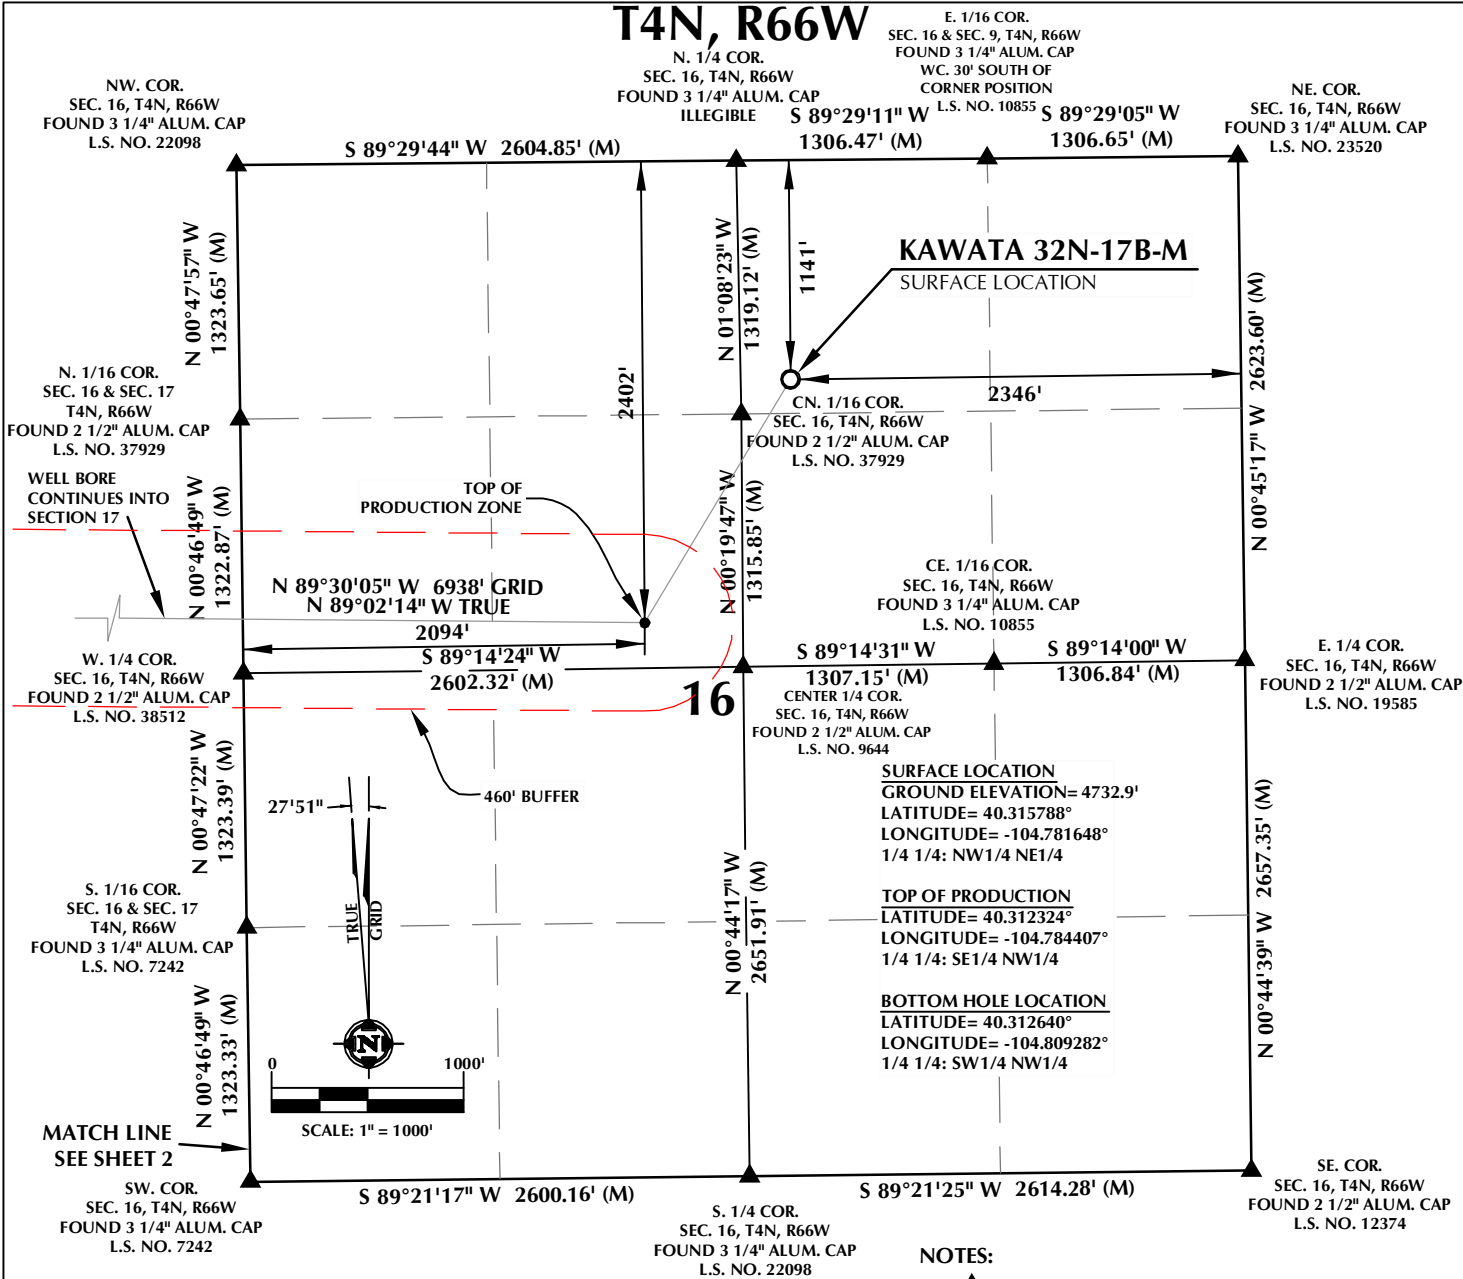 T4N, R66W
NW. COR.
SEC. 16, T4N, R66W
FOUND 3 1/4" ALUM. CAP
L.S. NO. 22098
N. 1/4 COR.
SEC. 16, T4N, R66W
FOUND 3 1/4" ALUM. CAP
ILLEGIBLE
E. 1/16 COR.
SEC. 16 & SEC. 9, T4N, R66W
FOUND 3 1/4" ALUM. CAP
WC. 30' SOUTH OF
CORNER POSITION
L.S. NO. 10855
NE. COR.
SEC. 16, T4N, R66W
FOUND 3 1/4" ALUM. CAP
L.S. NO. 23520
S 89°29'44" W 2604.85' (M)
S 89°29'11" W
1306.47' (M)
S 89°29'05" W
1306.65' (M)
N 00°47'57" W
1323.65' (M)
2402'
N 01°08'23" W
1319.12' (M)
1141'
KAWATA 32N-17B-M
SURFACE LOCATION
2346'
N 00°45'17" W 2623.60' (M)
N. 1/16 COR.
SEC. 16 & SEC. 17
T4N, R66W
FOUND 2 1/2" ALUM. CAP
L.S. NO. 37929
CN. 1/16 COR.
SEC. 16, T4N, R66W
FOUND 2 1/2" ALUM. CAP
L.S. NO. 37929
WELL BORE
CONTINUES INTO
SECTION 17
N 00°46'49" W
1322.87' (M)
TOP OF
PRODUCTION ZONE
N 00°19'47" W
1315.85' (M)
N 89°30'05" W 6938' GRID
N 89°02'14" W TRUE
2094'
S 89°14'24" W
2602.32' (M)
CE. 1/16 COR.
SEC. 16, T4N, R66W
FOUND 3 1/4" ALUM. CAP
L.S. NO. 10855
S 89°14'31" W
1307.15' (M)
S 89°14'00" W
1306.84' (M)
W. 1/4 COR.
SEC. 16, T4N, R66W
FOUND 2 1/2" ALUM. CAP
L.S. NO. 38512
E. 1/4 COR.
SEC. 16, T4N, R66W
FOUND 2 1/2" ALUM. CAP
L.S. NO. 19585
16
CENTER 1/4 COR.
SEC. 16, T4N, R66W
FOUND 2 1/2" ALUM. CAP
L.S. NO. 9644
460' BUFFER
N 00°47'22" W
1323.39' (M)
27'51"
TRUE
GRID
N
SURFACE LOCATION
GROUND ELEVATION= 4732.9'
LATITUDE= 40.315788°
LONGITUDE= -104.781648°
1/4 1/4: NW1/4 NE1/4
TOP OF PRODUCTION
LATITUDE= 40.312324°
LONGITUDE= -104.784407°
1/4 1/4: SE1/4 NW1/4
BOTTOM HOLE LOCATION
LATITUDE= 40.312640°
LONGITUDE= -104.809282°
1/4 1/4: SW1/4 NW1/4
N 00°44'17" W
2651.91' (M)
N 00°44'39" W 2657.35' (M)
S. 1/16 COR.
SEC. 16 & SEC. 17
T4N, R66W
FOUND 3 1/4" ALUM. CAP
L.S. NO. 7242
N 00°46'49" W
1323.33' (M)
0 1000'
SCALE: 1" = 1000'
MATCH LINE
SEE SHEET 2
SW. COR.
SEC. 16, T4N, R66W
FOUND 3 1/4" ALUM. CAP
L.S. NO. 7242
S 89°21'17" W 2600.16' (M)
S 89°21'25" W 2614.28' (M)
S. 1/4 COR.
SEC. 16, T4N, R66W
FOUND 3 1/4" ALUM. CAP
L.S. NO. 22098
SE. COR.
SEC. 16, T4N, R66W
FOUND 2 1/2" ALUM. CAP
L.S. NO. 12374
NOTES: